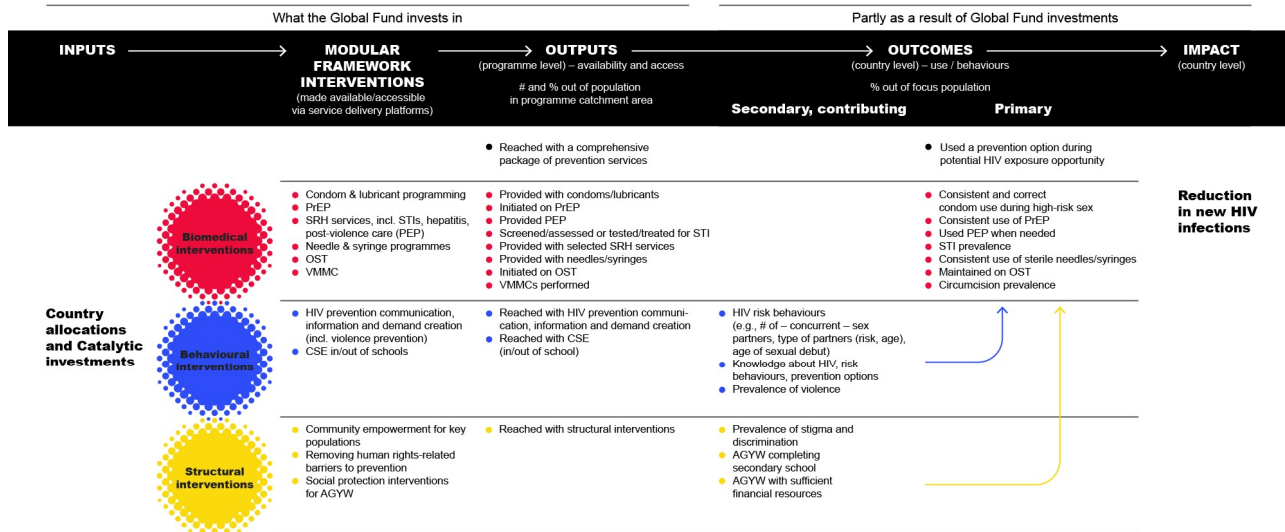 What the Global Fund invests in
Partly as a result of Global Fund investments
INPUTS
MODULAR
FRAMEWORK
INTERVENTIONS
(made available/accessible
via service delivery platforms)
OUTPUTS
(programme level) – availability and access
# and % out of population
in programme catchment area
OUTCOMES
(country level) – use / behaviours
% out of focus population
Secondary, contributing
Primary
IMPACT
(country level)
● Reached with a comprehensive
package of prevention services
● Used a prevention option during
potential HIV exposure opportunity
Country
allocations
and Catalytic
investments
Biomedical
interventions
● Condom & lubricant programming
● PrEP
● SRH services, incl. STIs, hepatitis,
post-violence care (PEP)
● Needle & syringe programmes
● OST
● VMMC
● Provided with condoms/lubricants
● Initiated on PrEP
● Provided PEP
● Screened/assessed or tested/treated for STI
● Provided with selected SRH services
● Provided with needles/syringes
● Initiated on OST
● VMMCs performed
● Consistent and correct
condom use during high-risk sex
● Consistent use of PrEP
● Used PEP when needed
● STI prevalence
● Consistent use of sterile needles/syringes
● Maintained on OST
● Circumcision prevalence
Reduction
in new HIV
infections
Behavioural
interventions
● HIV prevention communication,
information and demand creation
(incl. violence prevention)
● CSE in/out of schools
● Reached with HIV prevention communi-
cation, information and demand creation
● Reached with CSE
(in/out of school)
● HIV risk behaviours
(e.g., # of – concurrent – sex
partners, type of partners (risk, age),
age of sexual debut)
● Knowledge about HIV, risk
behaviours, prevention options
● Prevalence of violence
Structural
interventions
● Community empowerment for key
populations
● Removing human rights-related
barriers to prevention
● Social protection interventions
for AGYW
● Reached with structural interventions
● Prevalence of stigma and
discrimination
● AGYW completing
secondary school
● AGYW with sufficient
financial resources